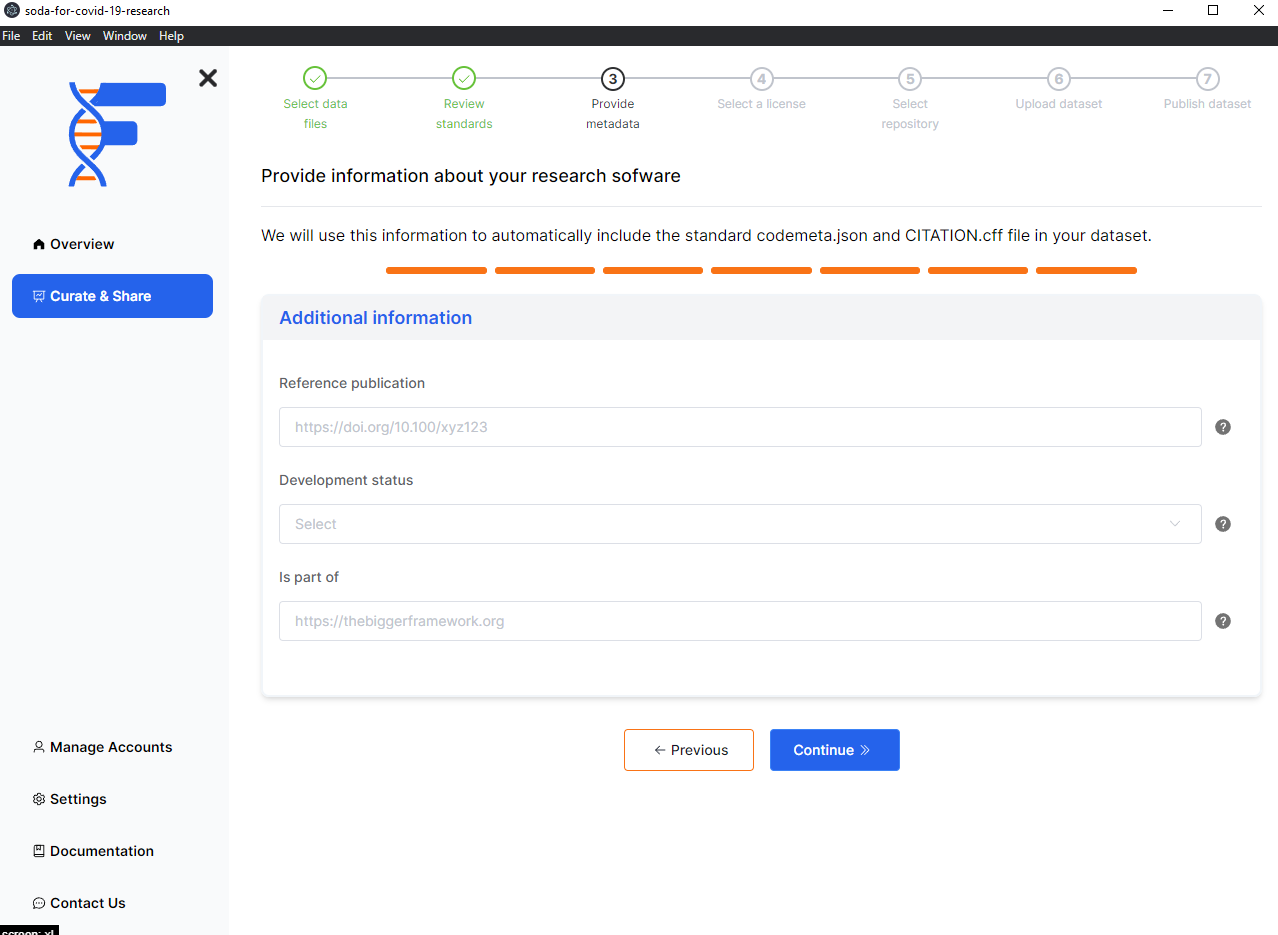 soda-for-covid-19-research
File Edit View Window Help
Select data files
Review standards
3
Provide metadata
4
Select a license
5
Select repository
6
Upload dataset
7
Publish dataset
Provide information about your research sofware
We will use this information to automatically include the standard codemeta.json and CITATION.cff file in your dataset.
Overview
Curate & Share
Additional information
Reference publication
https://doi.org/10.100/xyz123
?
Development status
Select
?
Is part of
https://thebiggerframework.org
?
Previous
Continue
Manage Accounts
Settings
Documentation
Contact Us
screen: xl